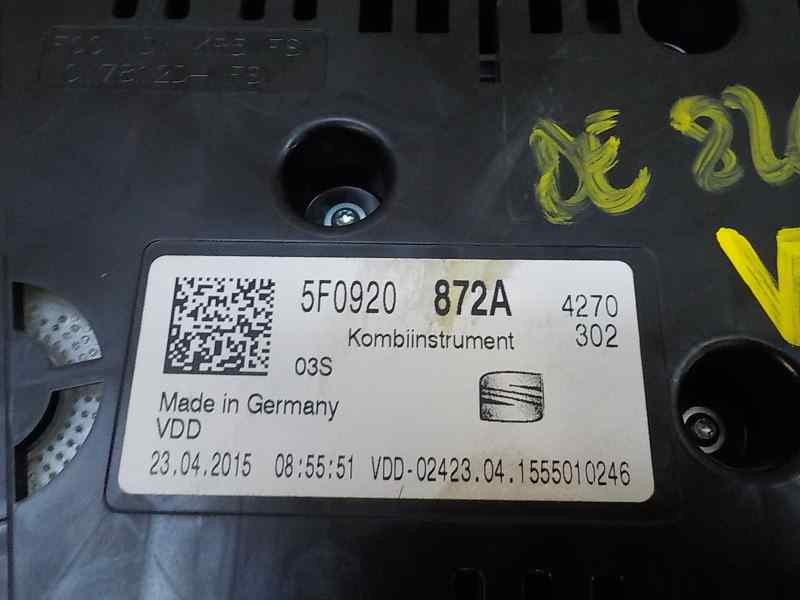 5F0920 872A 4270
Kombiinstrument 302
03S
Made in Germany
VDD
23.04.2015 08:55:51 VDD-02423.04.1555010246